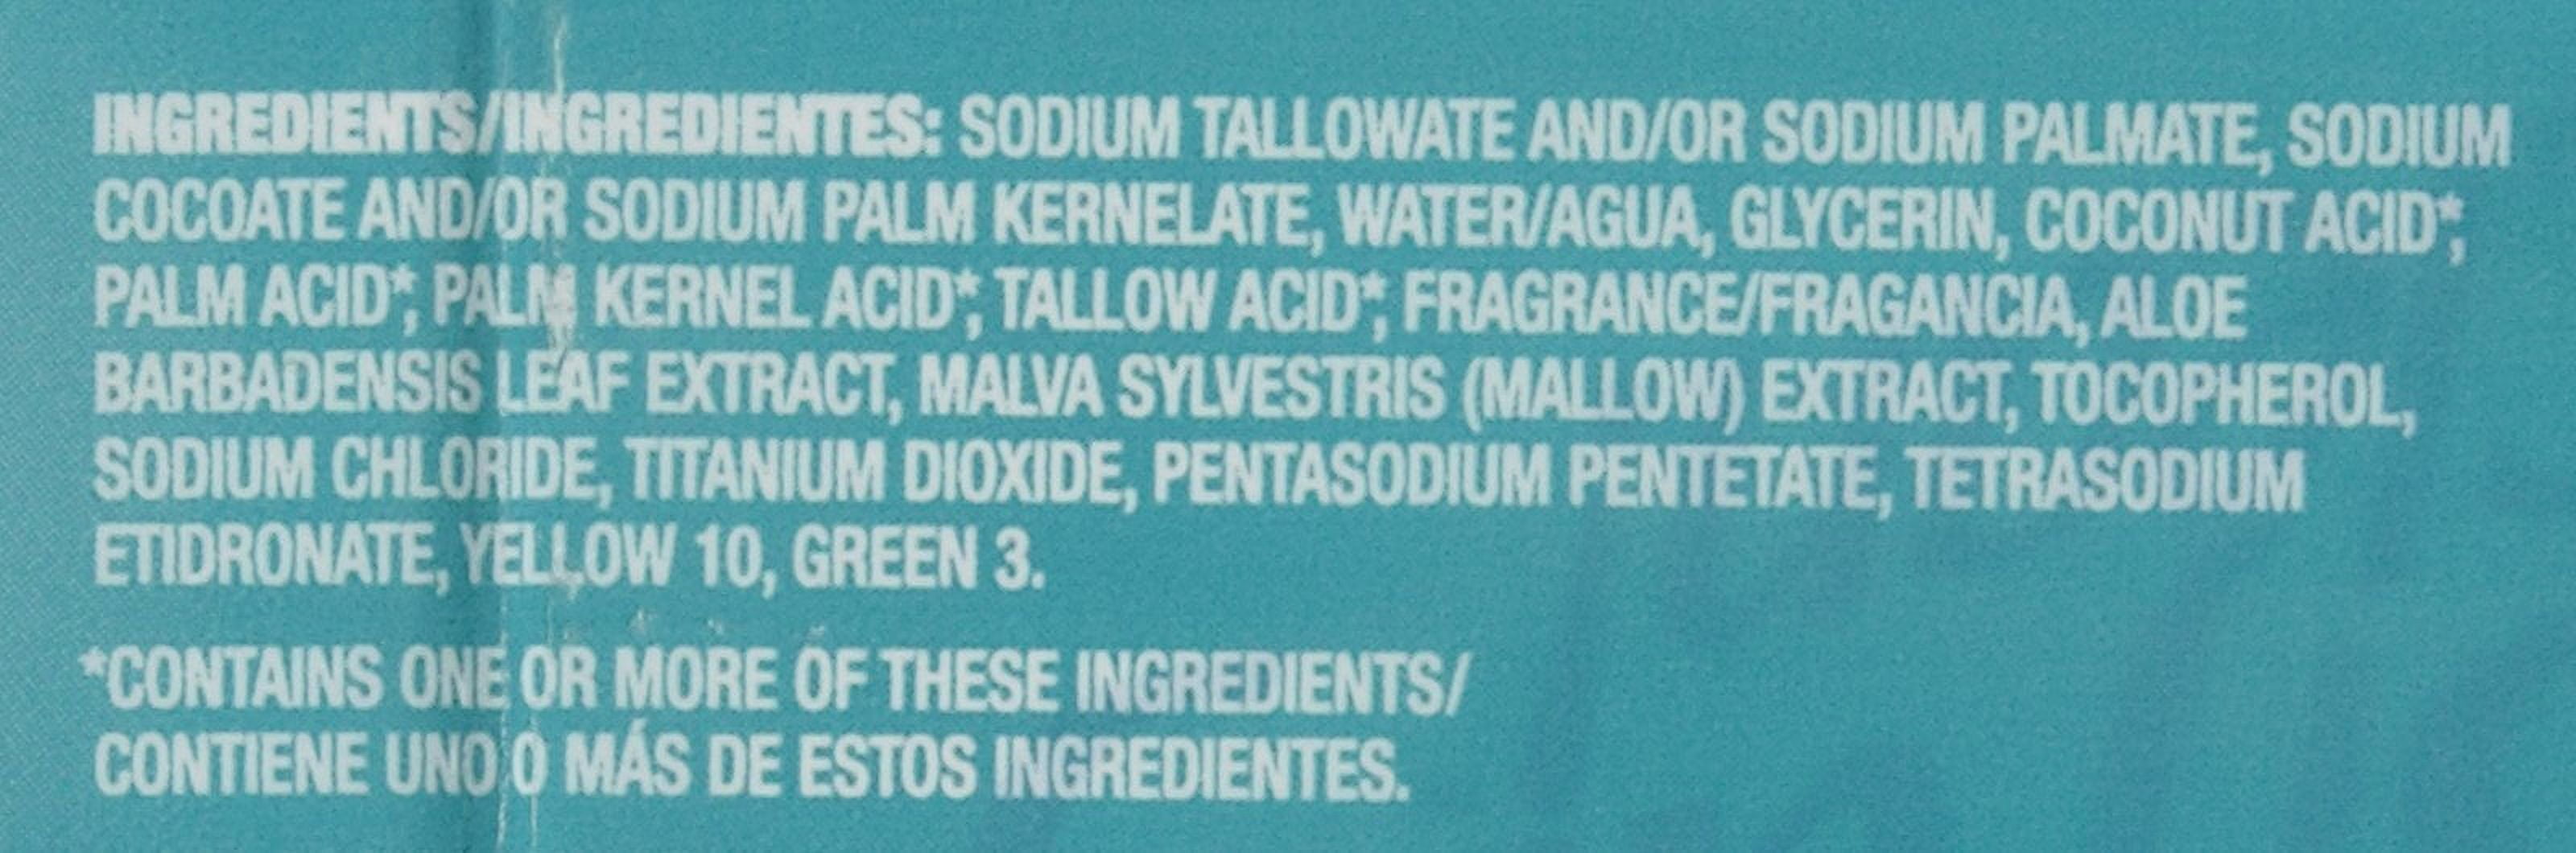 INGREDIENTS/INGREDIENTES: SODIUM TALLOWATE AND/OR SODIUM PALMATE, SODIUM
COCOATE AND/OR SODIUM PALM KERNELATE, WATER/AGUA, GLYCERIN, COCONUT ACID*,
PALM ACID*, PALM KERNEL ACID*, TALLOW ACID*, FRAGRANCE/FRAGANCIA, ALOE
BARBADENSIS LEAF EXTRACT, MALVA SYLVESTRIS (MALLOW) EXTRACT, TOCOPHEROL,
SODIUM CHLORIDE, TITANIUM DIOXIDE, PENTASODIUM PENTETATE, TETRASODIUM
ETIDRONATE, YELLOW 10, GREEN 3.
*CONTAINS ONE OR MORE OF THESE INGREDIENTS/
CONTIENE UNO O MÁS DE ESTOS INGREDIENTES.